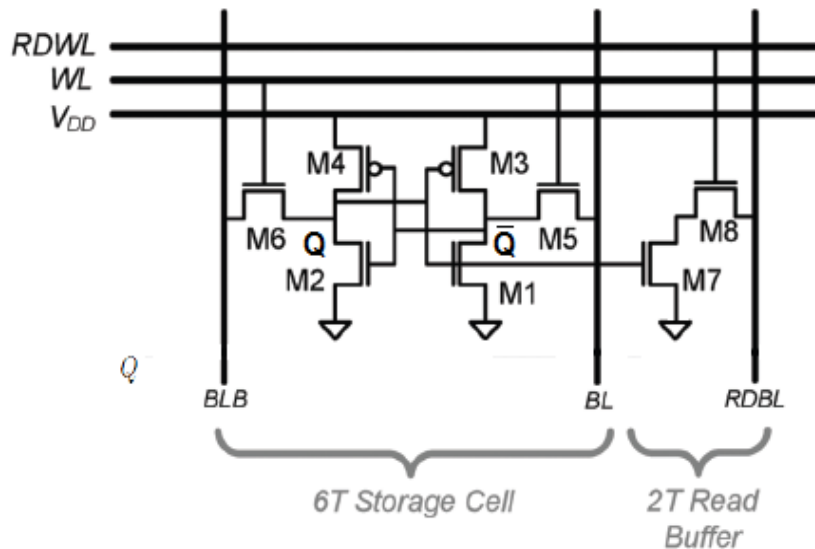 RDWL
WL
VDD
M4
M3
M6
Q
Q̅
M5
M8
M2
M1
M7
Q
BLB
BL
RDBL
6T Storage Cell
2T Read
Buffer